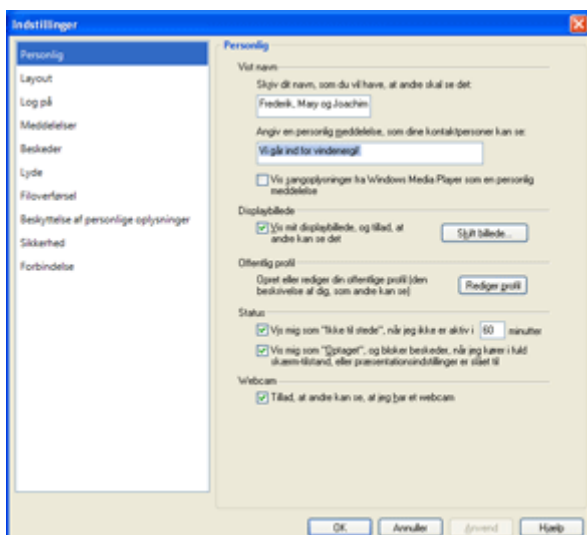 Indstillinger
Personlig
Layout
Log på
Meddelelser
Beskeder
Lyde
Filoverførsel
Beskyttelse af personlige oplysninger
Sikkerhed
Forbindelse
Personlig
Vist navn
Skriv dit navn, som du vil have, at andre skal se det:
Frederik, Mary og Joachim
Angiv en personlig meddelelse, som dine kontaktpersoner kan se:
Vi går ind for vindenergi!
Vis sangoplysninger fra Windows Media Player som en personlig
meddelelse
Displaybillede
Vis mit displaybillede, og tillad, at
andre kan se det
Skift billede...
Offentlig profil
Opret eller rediger din offentlige profil (den
beskrivelse af dig, som andre kan se)
Rediger profil
Status
Vis mig som "Ikke til stede", når jeg ikke er aktiv i 60 minutter
Vis mig som "Optaget", og bloker beskeder, når jeg kører i fuld
skærm-tilstand, eller præsentationsindstillinger er slået til
Webcam
Tillad, at andre kan se, at jeg har et webcam
OK Annuller Anvend Hjælp